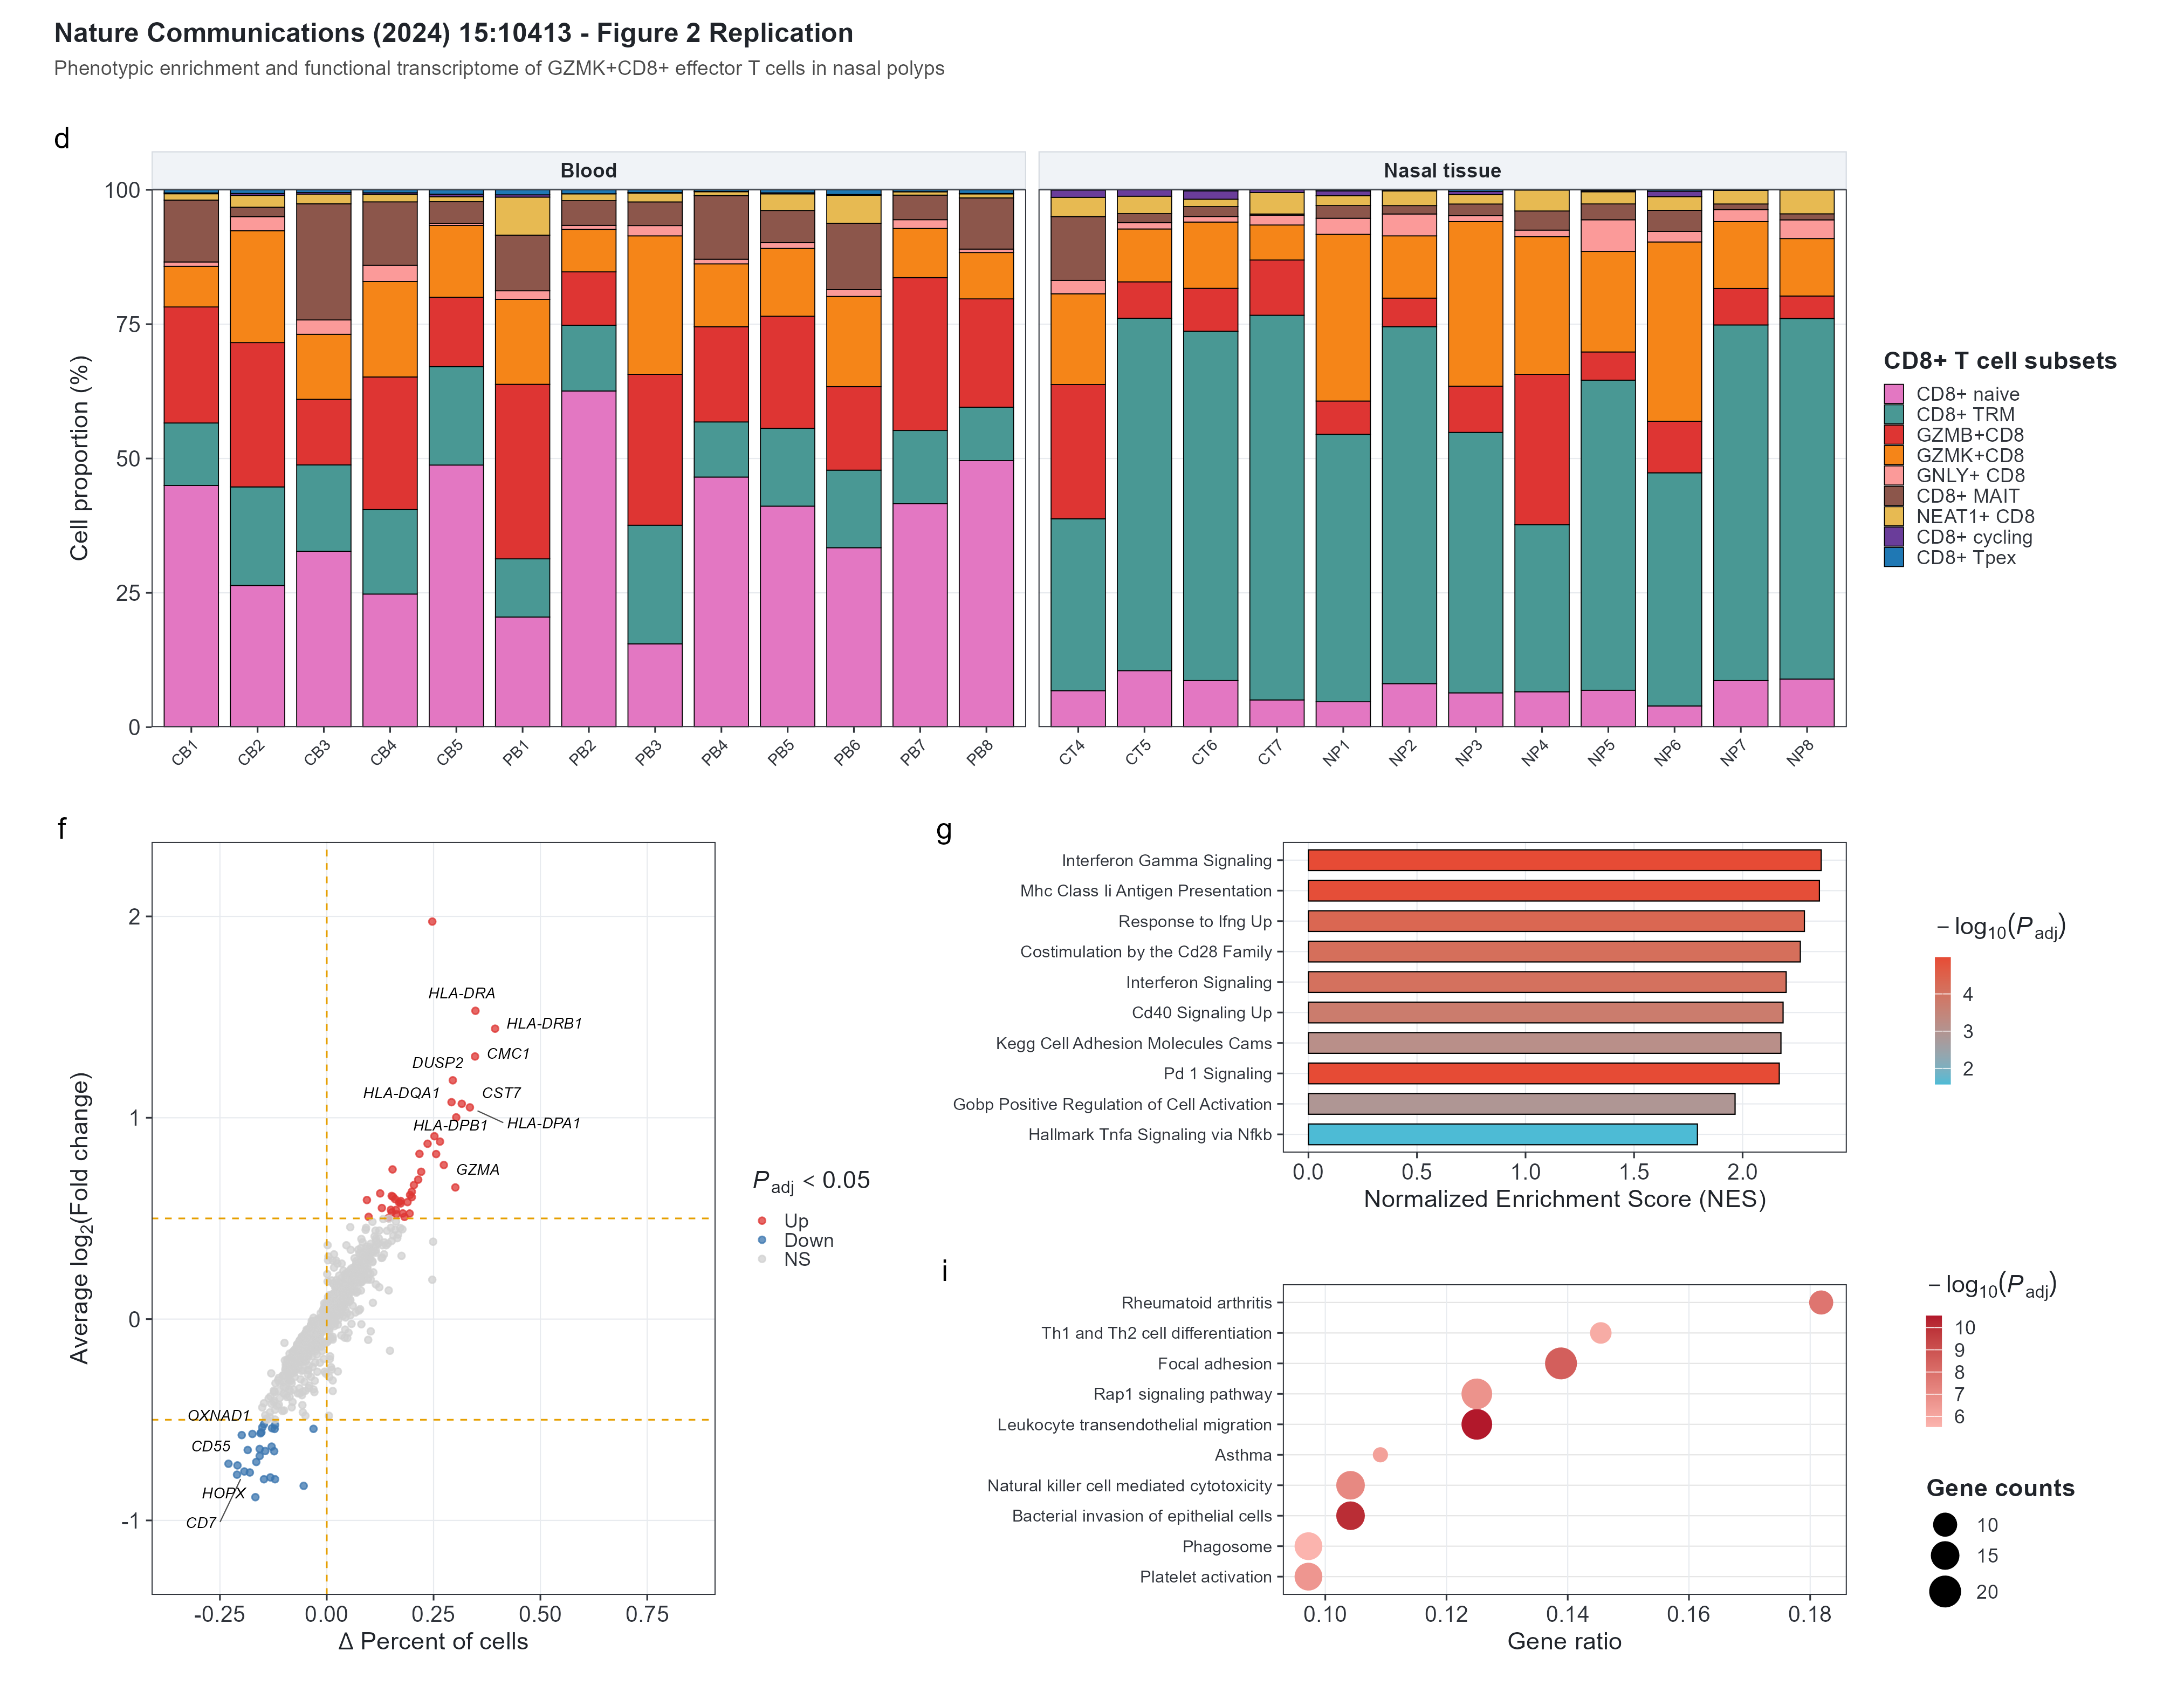 Nature Communications (2024) 15:10413 - Figure 2 Replication
Phenotypic enrichment and functional transcriptome of GZMK+CD8+ effector T cells in nasal polyps
d
Blood
Nasal tissue
Cell proportion (%)
100
75
50
25
0
CB1 CB2 CB3 CB4 CB5 PB1 PB2 PB3 PB4 PB5 PB6 PB7 PB8
CT4 CT5 CT6 CT7 NP1 NP2 NP3 NP4 NP5 NP6 NP7 NP8
CD8+ T cell subsets
CD8+ naive
CD8+ TRM
GZMB+CD8
GZMK+CD8
GNLY+ CD8
CD8+ MAIT
NEAT1+ CD8
CD8+ cycling
CD8+ Tpex
f
Average log2(Fold change)
2
1
0
-1
HLA-DRA
HLA-DRB1
CMC1
DUSP2
HLA-DQA1
CST7
HLA-DPA1
HLA-DPB1
GZMA
OXNAD1
CD55
HOPX
CD7
-0.25 0.00 0.25 0.50 0.75
Δ Percent of cells
Padj < 0.05
Up
Down
NS
g
Interferon Gamma Signaling
Mhc Class Ii Antigen Presentation
Response to Ifng Up
Costimulation by the Cd28 Family
Interferon Signaling
Cd40 Signaling Up
Kegg Cell Adhesion Molecules Cams
Pd 1 Signaling
Gobp Positive Regulation of Cell Activation
Hallmark Tnfa Signaling via Nfkb
0.0 0.5 1.0 1.5 2.0
Normalized Enrichment Score (NES)
− log10(Padj)
4
3
2
i
Rheumatoid arthritis
Th1 and Th2 cell differentiation
Focal adhesion
Rap1 signaling pathway
Leukocyte transendothelial migration
Asthma
Natural killer cell mediated cytotoxicity
Bacterial invasion of epithelial cells
Phagosome
Platelet activation
0.10 0.12 0.14 0.16 0.18
Gene ratio
− log10(Padj)
10
9
8
7
6
Gene counts
10
15
20